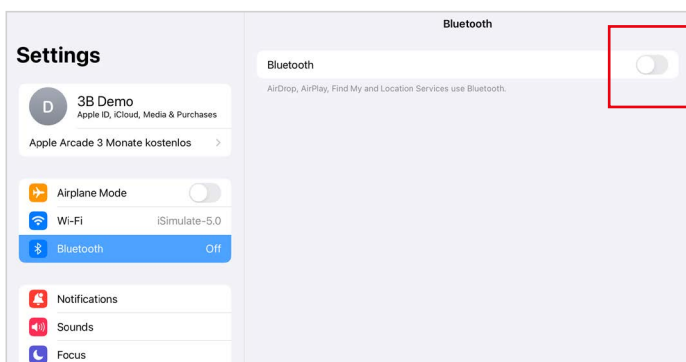 Settings
D
3B Demo
Apple ID, iCloud, Media & Purchases
Apple Arcade 3 Monate kostenlos
Airplane Mode
Wi-Fi iSimulate-5.0
Bluetooth Off
Notifications
Sounds
Focus
Bluetooth
Bluetooth
AirDrop, AirPlay, Find My and Location Services use Bluetooth.